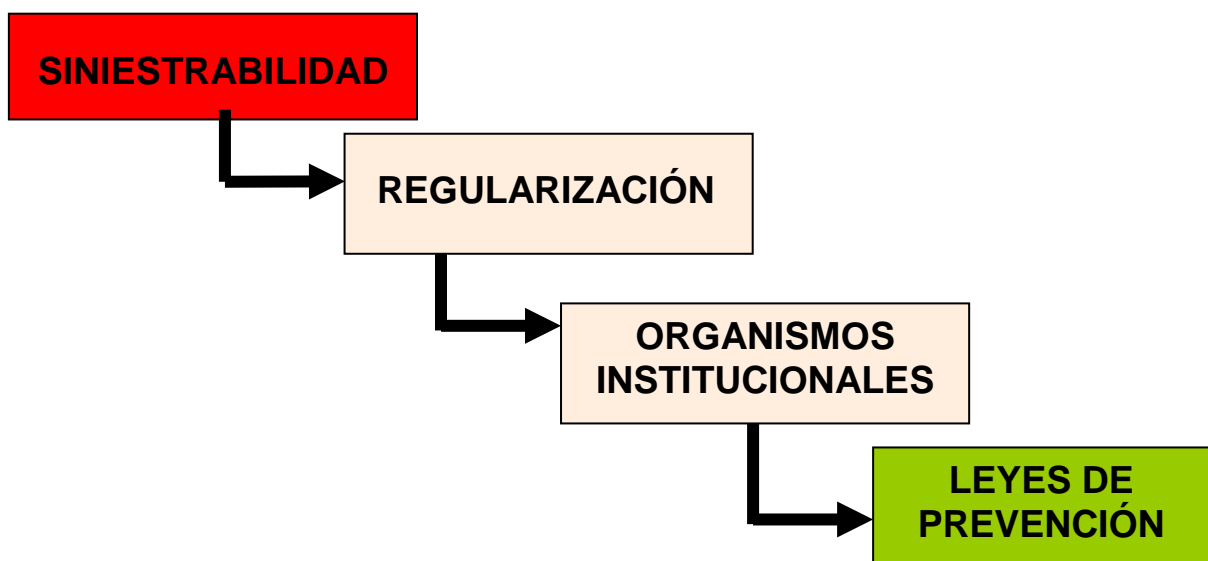 SINIESTRABILIDAD
REGULARIZACIÓN
ORGANISMOS
INSTITUCIONALES
LEYES DE
PREVENCIÓN